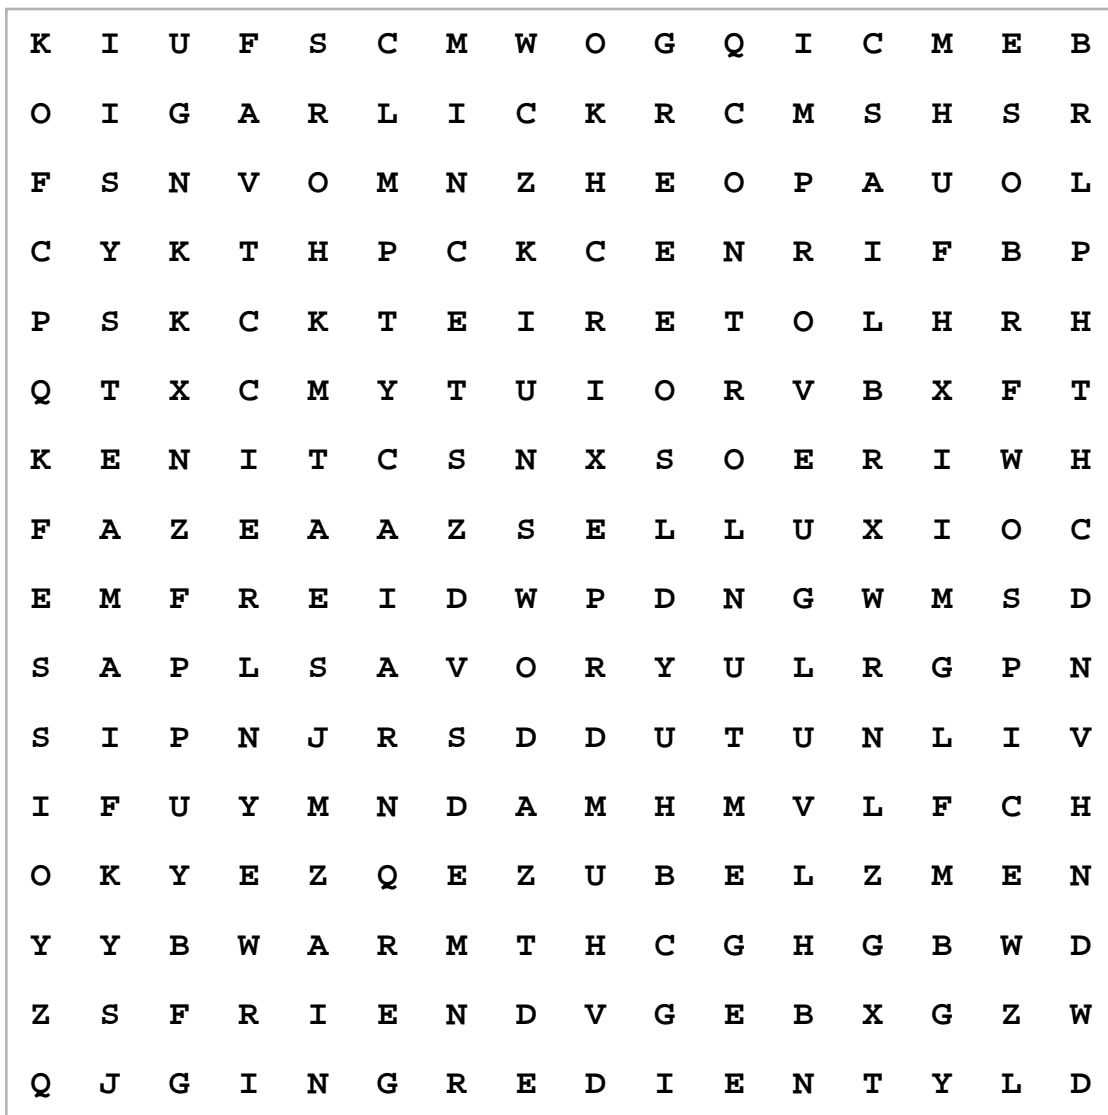 K I U F S C M W O G Q I C M E B
O I G A R L I C K R C M S H S R
F S N V O M N Z H E O P A U O L
C Y K T H P C K C E N R I F B P
P S K C K T E I R E T O L H R H
Q T X C M Y T U I O R V B X F T
K E N I T C S N X S O E R I W H
F A Z E A A Z S E L L U X I O C
E M F R E I D W P D N G W M S D
S A P L S A V O R Y U L R G P N
S I P N J R S D D U T U N L I V
I F U Y M N D A M H M V L F C H
O K Y E Z Q E Z U B E L Z M E N
Y Y B W A R M T H C G H G B W D
Z S F R I E N D V G E B X G Z W
Q J G I N G R E D I E N T Y L D